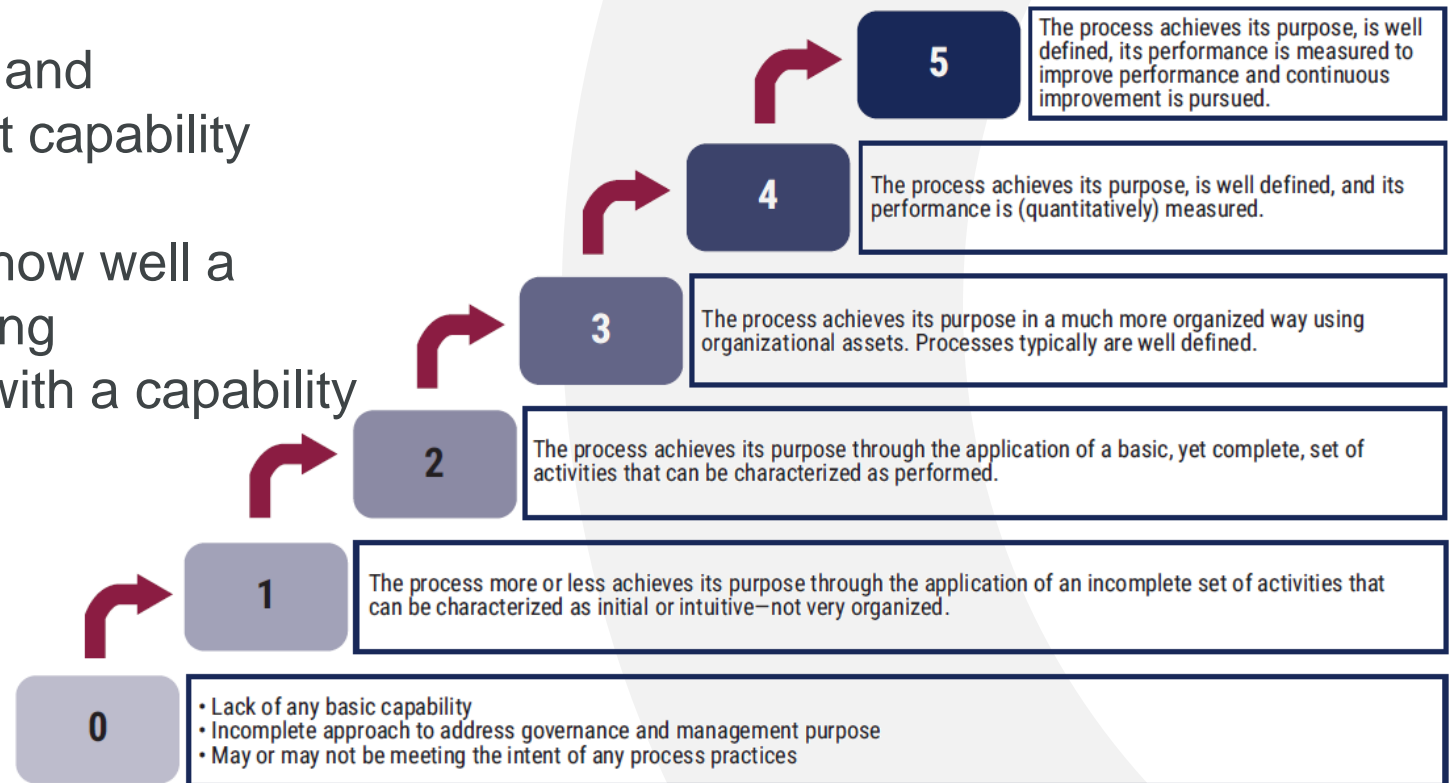 and
t capability
how well a
ng
with a capability
5
The process achieves its purpose, is well
defined, its performance is measured to
improve performance and continuous
improvement is pursued.
4
The process achieves its purpose, is well defined, and its
performance is (quantitatively) measured.
3
The process achieves its purpose in a much more organized way using
organizational assets. Processes typically are well defined.
2
The process achieves its purpose through the application of a basic, yet complete, set of
activities that can be characterized as performed.
1
The process more or less achieves its purpose through the application of an incomplete set of activities that
can be characterized as initial or intuitive—not very organized.
0
• Lack of any basic capability
• Incomplete approach to address governance and management purpose
• May or may not be meeting the intent of any process practices